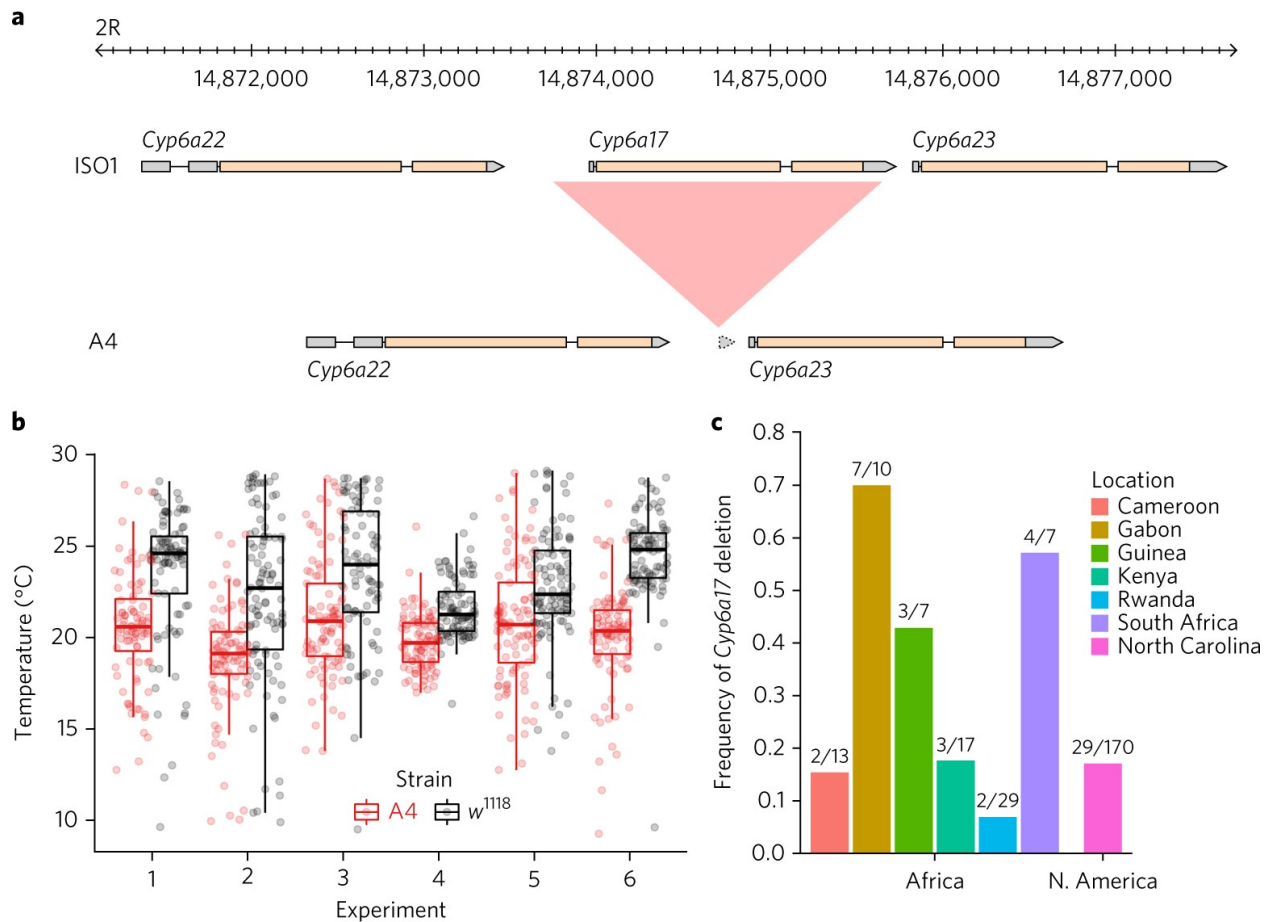 a
2R
14,872,000 14,873,000 14,874,000 14,875,000 14,876,000 14,877,000
Cyp6a22 Cyp6a17 Cyp6a23
ISO1
A4
Cyp6a22 Cyp6a23
b
Temperature (°C)
30
25
20
15
10
Strain
A4 w1118
1 2 3 4 5 6
Experiment
c
Frequency of Cyp6a17 deletion
0.8
0.7
0.6
0.5
0.4
0.3
0.2
0.1
0.0
2/13
7/10
3/7
3/17
2/29
4/7
29/170
Location
Cameroon
Gabon
Guinea
Kenya
Rwanda
South Africa
North Carolina
Africa N. America